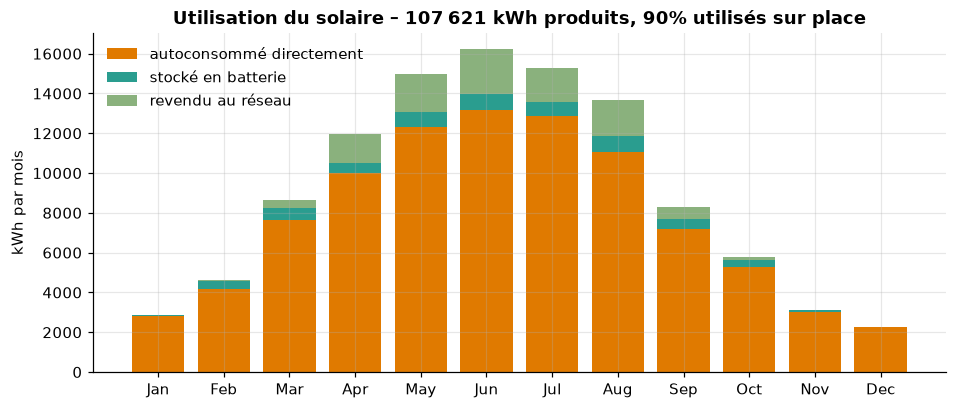 Utilisation du solaire – 107 621 kWh produits, 90% utilisés sur place
autoconsommé directement
stocké en batterie
revendu au réseau
kWh par mois
16000
14000
12000
10000
8000
6000
4000
2000
0
Jan Feb Mar Apr May Jun Jul Aug Sep Oct Nov Dec